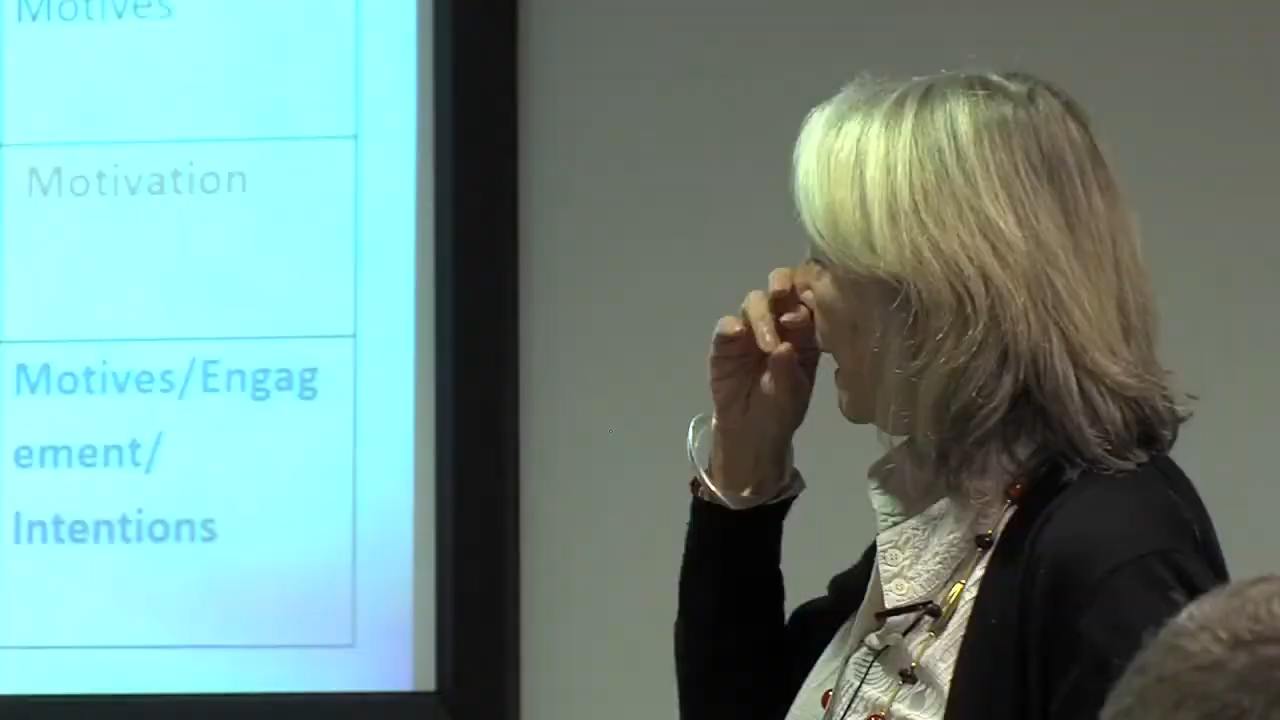 Motives
Motivation
Motives/Engag
ement/
Intentions